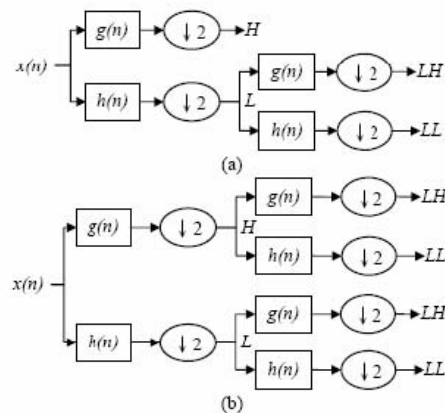 g(n) ↓ 2 H
x(n)
g(n) ↓ 2 LH
h(n) ↓ 2 L
h(n) ↓ 2 LL
(a)
g(n) ↓ 2 LH
g(n) ↓ 2 H
h(n) ↓ 2 LL
x(n)
g(n) ↓ 2 LH
h(n) ↓ 2 L
h(n) ↓ 2 LL
(b)